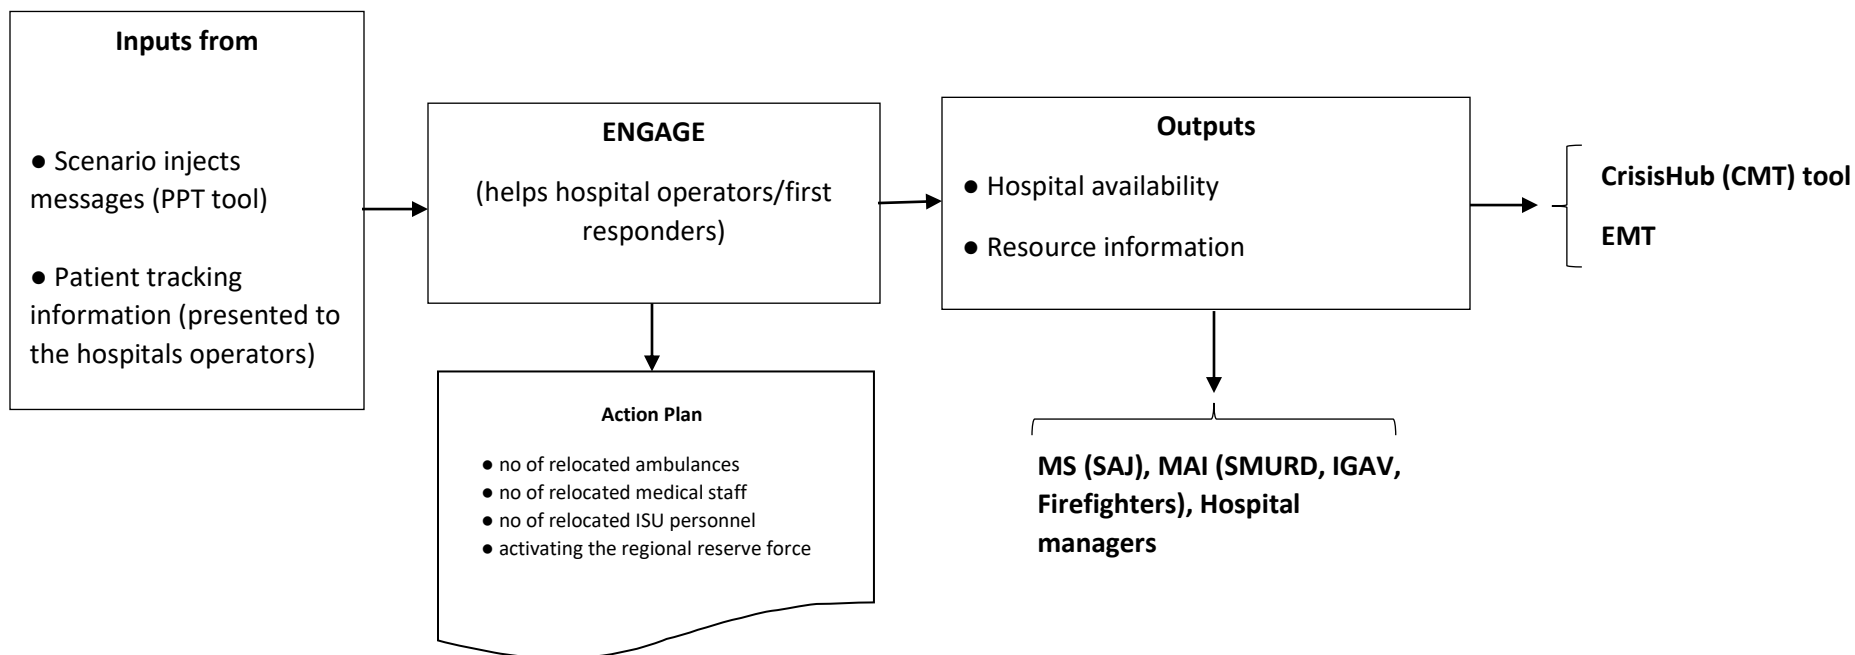 Inputs from
● Scenario injects
messages (PPT tool)
● Patient tracking
information (presented to
the hospitals operators)
ENGAGE
(helps hospital operators/first
responders)
Action Plan
● no of relocated ambulances
● no of relocated medical staff
● no of relocated ISU personnel
● activating the regional reserve force
Outputs
● Hospital availability
● Resource information
CrisisHub (CMT) tool
EMT
MS (SAJ), MAI (SMURD, IGAV,
Firefighters), Hospital
managers